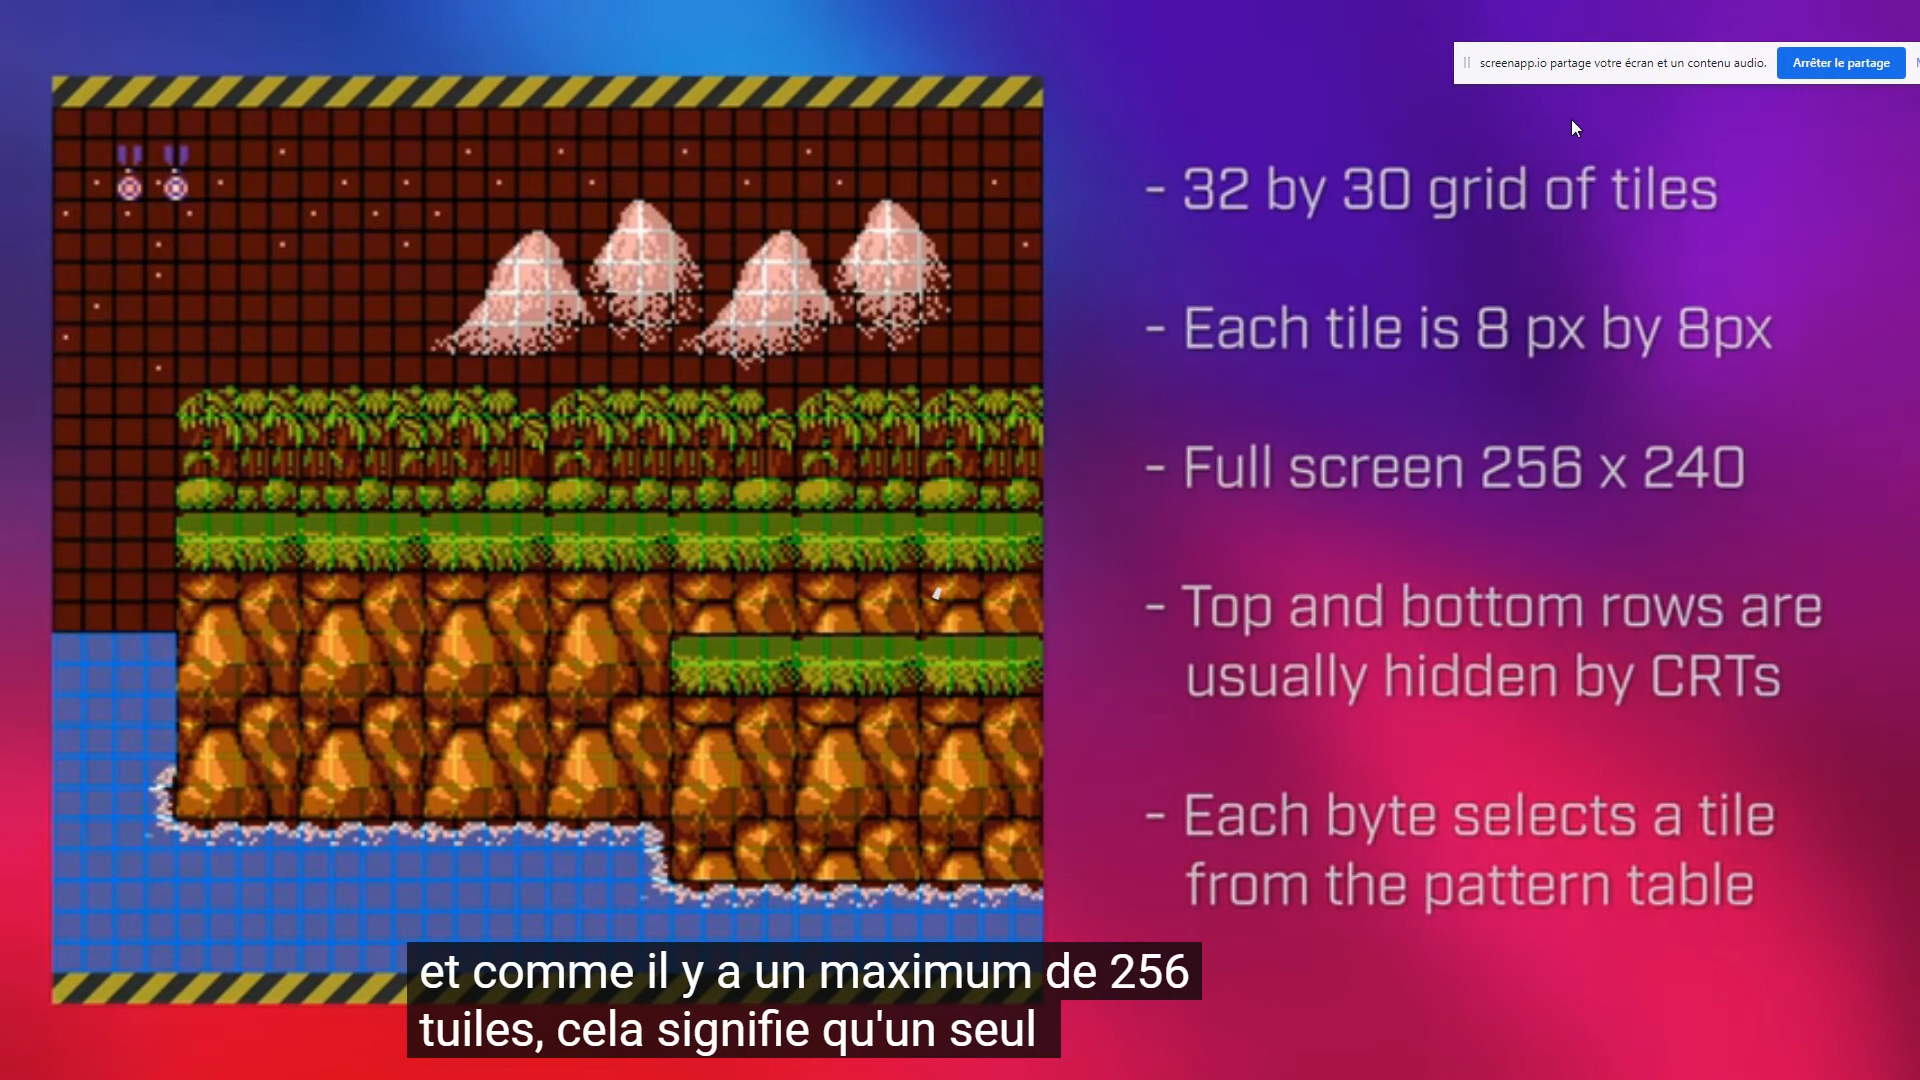 screenapp.io partage votre écran et un contenu audio.
Arrêter le partage
- 32 by 30 grid of tiles
- Each tile is 8 px by 8px
- Full screen 256 x 240
- Top and bottom rows are
usually hidden by CRTs
- Each byte selects a tile
from the pattern table
et comme il y a un maximum de 256
tuiles, cela signifie qu'un seul